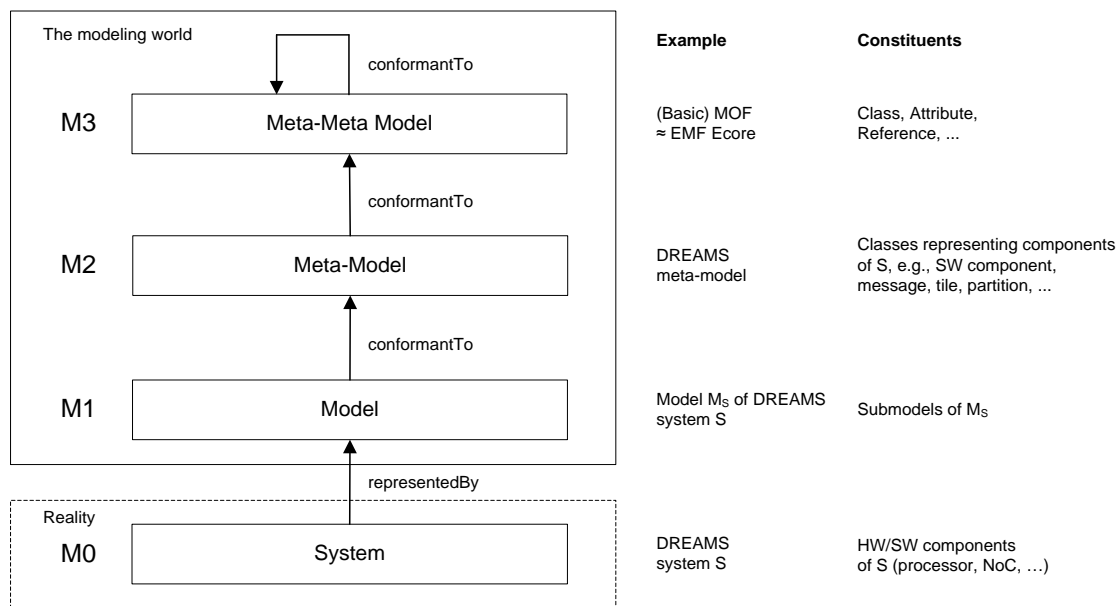 The modeling world
Example
Constituents
conformantTo
M3
Meta-Meta Model
(Basic) MOF
≈ EMF Ecore
Class, Attribute,
Reference, ...
conformantTo
M2
Meta-Model
DREAMS
meta-model
Classes representing components
of S, e.g., SW component,
message, tile, partition, ...
conformantTo
M1
Model
Model MS of DREAMS
system S
Submodels of MS
representedBy
Reality
M0
System
DREAMS
system S
HW/SW components
of S (processor, NoC, …)